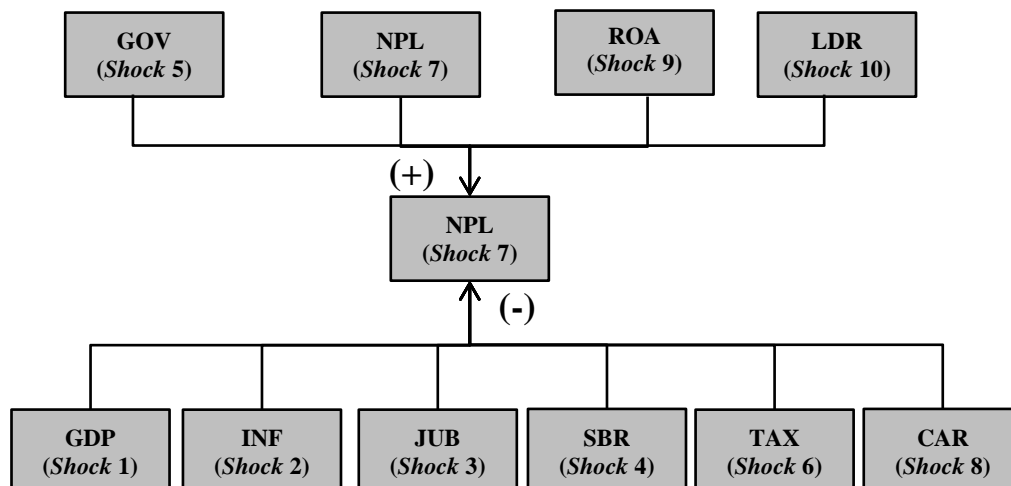 GOV
(Shock 5)
NPL
(Shock 7)
ROA
(Shock 9)
LDR
(Shock 10)
(+)
NPL
(Shock 7)
(-)
GDP
(Shock 1)
INF
(Shock 2)
JUB
(Shock 3)
SBR
(Shock 4)
TAX
(Shock 6)
CAR
(Shock 8)